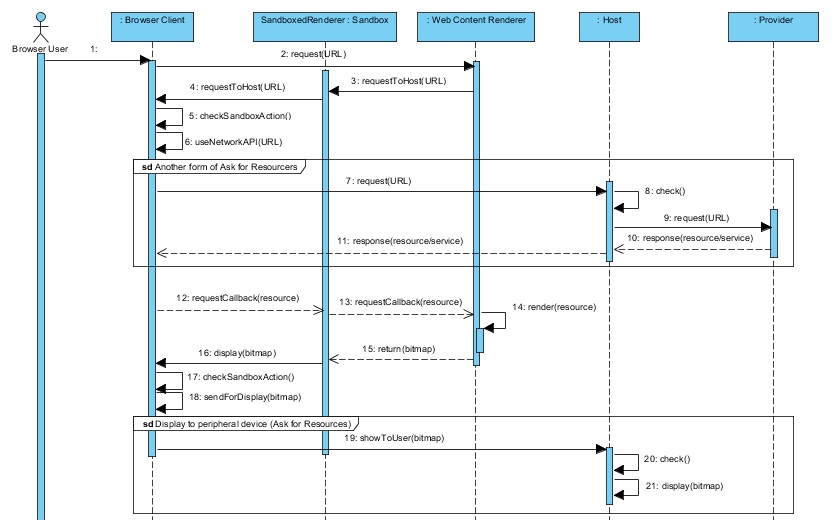 : Browser Client
SandboxedRenderer : Sandbox
: Web Content Renderer
: Host
: Provider
Browser User
1:
2: request(URL)
3: requestToHost(URL)
4: requestToHost(URL)
5: checkSandboxAction()
6: useNetworkAPI(URL)
sd Another form of Ask for Resourcers
7: request(URL)
8: check()
9: request(URL)
10: response(resource/service)
11: response(resource/service)
12: requestCallback(resource)
13: requestCallback(resource)
14: render(resource)
15: return(bitmap)
16: display(bitmap)
17: checkSandboxAction()
18: sendForDisplay(bitmap)
sd Display to peripheral device (Ask for Resources)
19: showToUser(bitmap)
20: check()
21: display(bitmap)